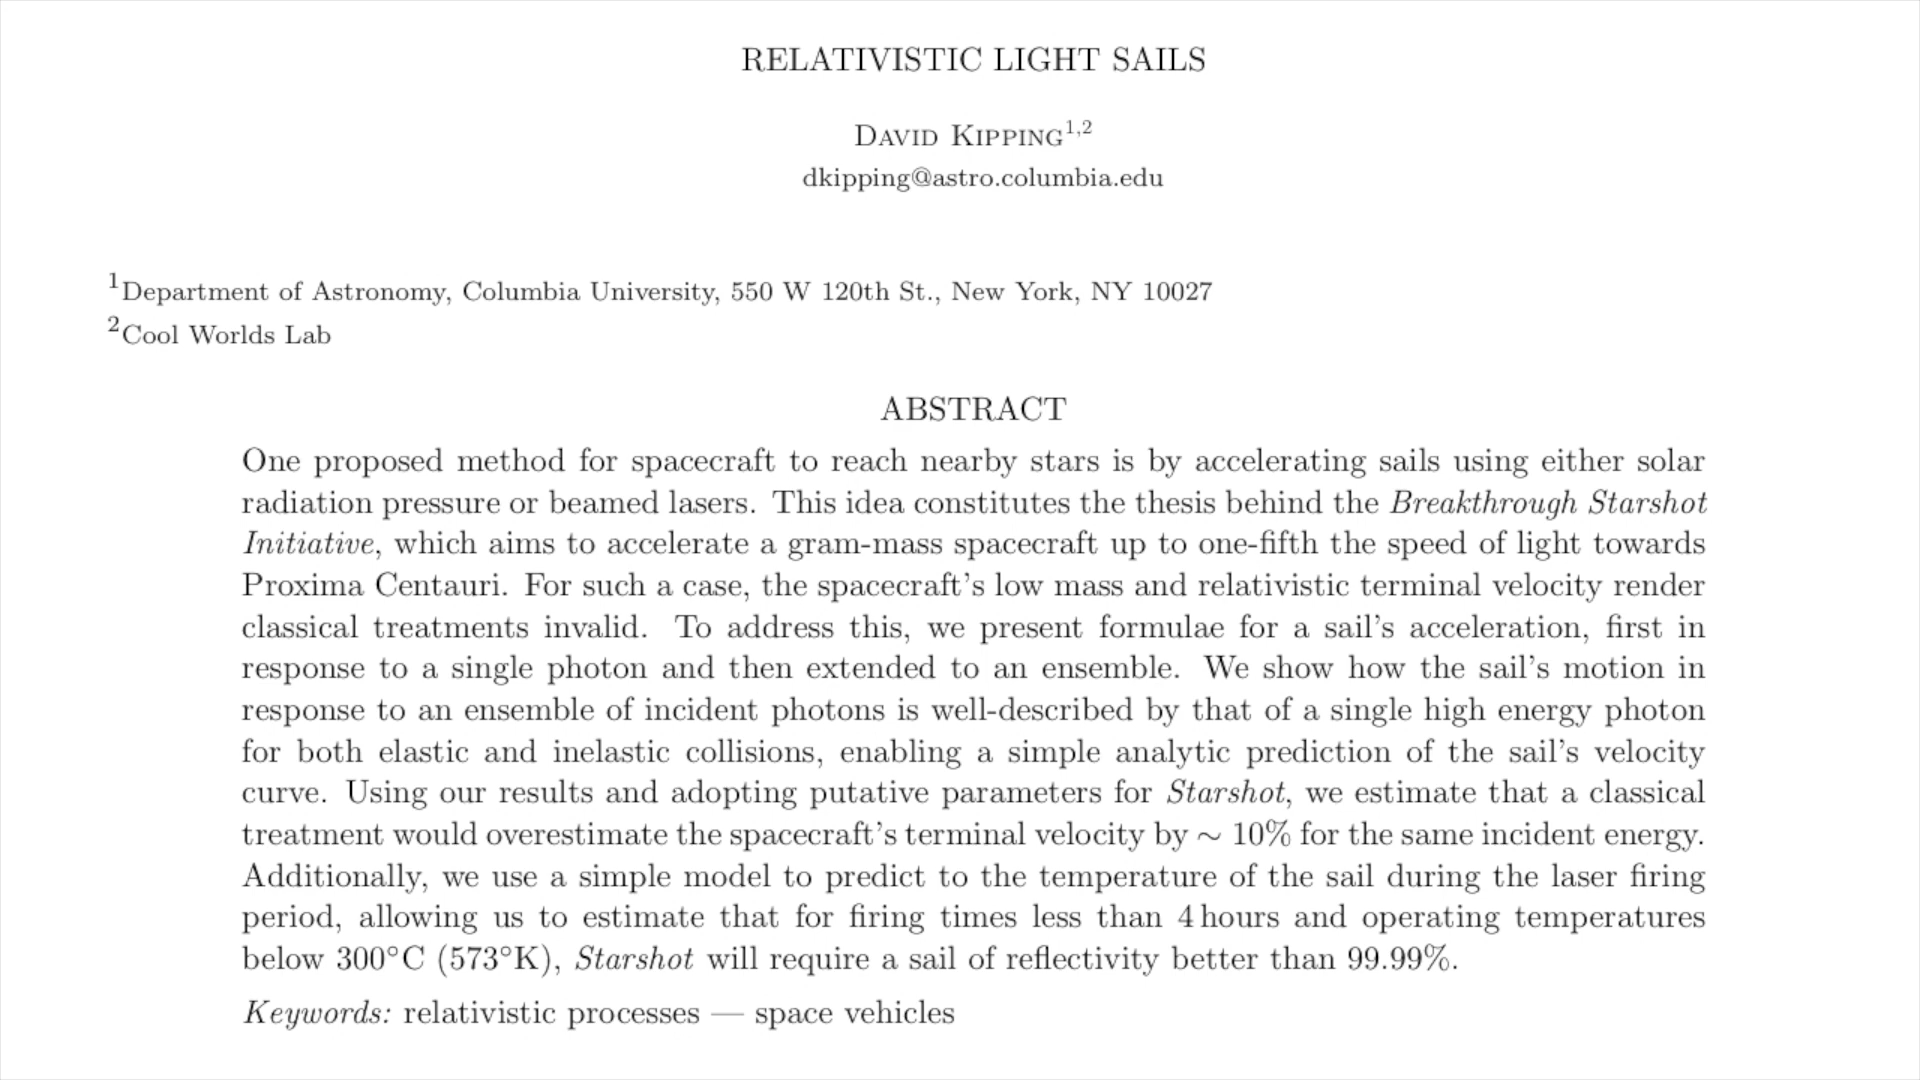 RELATIVISTIC LIGHT SAILS
David Kipping1,2
dkipping@astro.columbia.edu
1Department of Astronomy, Columbia University, 550 W 120th St., New York, NY 10027
2Cool Worlds Lab
ABSTRACT
One proposed method for spacecraft to reach nearby stars is by accelerating sails using either solar
radiation pressure or beamed lasers. This idea constitutes the thesis behind the Breakthrough Starshot
Initiative, which aims to accelerate a gram-mass spacecraft up to one-fifth the speed of light towards
Proxima Centauri. For such a case, the spacecraft's low mass and relativistic terminal velocity render
classical treatments invalid. To address this, we present formulae for a sail's acceleration, first in
response to a single photon and then extended to an ensemble. We show how the sail's motion in
response to an ensemble of incident photons is well-described by that of a single high energy photon
for both elastic and inelastic collisions, enabling a simple analytic prediction of the sail's velocity
curve. Using our results and adopting putative parameters for Starshot, we estimate that a classical
treatment would overestimate the spacecraft's terminal velocity by ∼ 10% for the same incident energy.
Additionally, we use a simple model to predict to the temperature of the sail during the laser firing
period, allowing us to estimate that for firing times less than 4 hours and operating temperatures
below 300°C (573°K), Starshot will require a sail of reflectivity better than 99.99%.
Keywords: relativistic processes — space vehicles